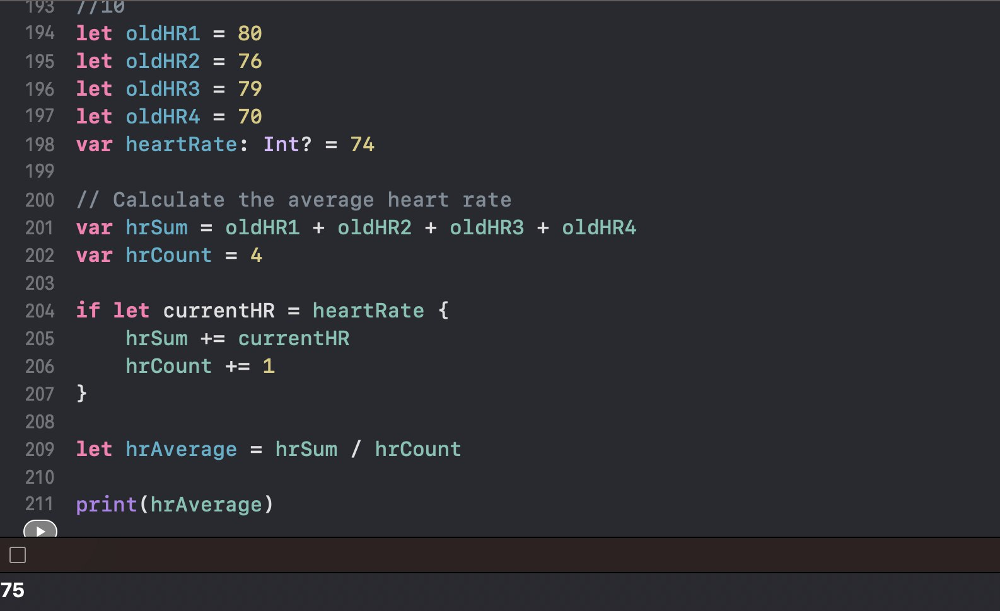 193 //10
194 let oldHR1 = 80
195 let oldHR2 = 76
196 let oldHR3 = 79
197 let oldHR4 = 70
198 var heartRate: Int? = 74
199
200 // Calculate the average heart rate
201 var hrSum = oldHR1 + oldHR2 + oldHR3 + oldHR4
202 var hrCount = 4
203
204 if let currentHR = heartRate {
205     hrSum += currentHR
206     hrCount += 1
207 }
208
209 let hrAverage = hrSum / hrCount
210
211 print(hrAverage)
75